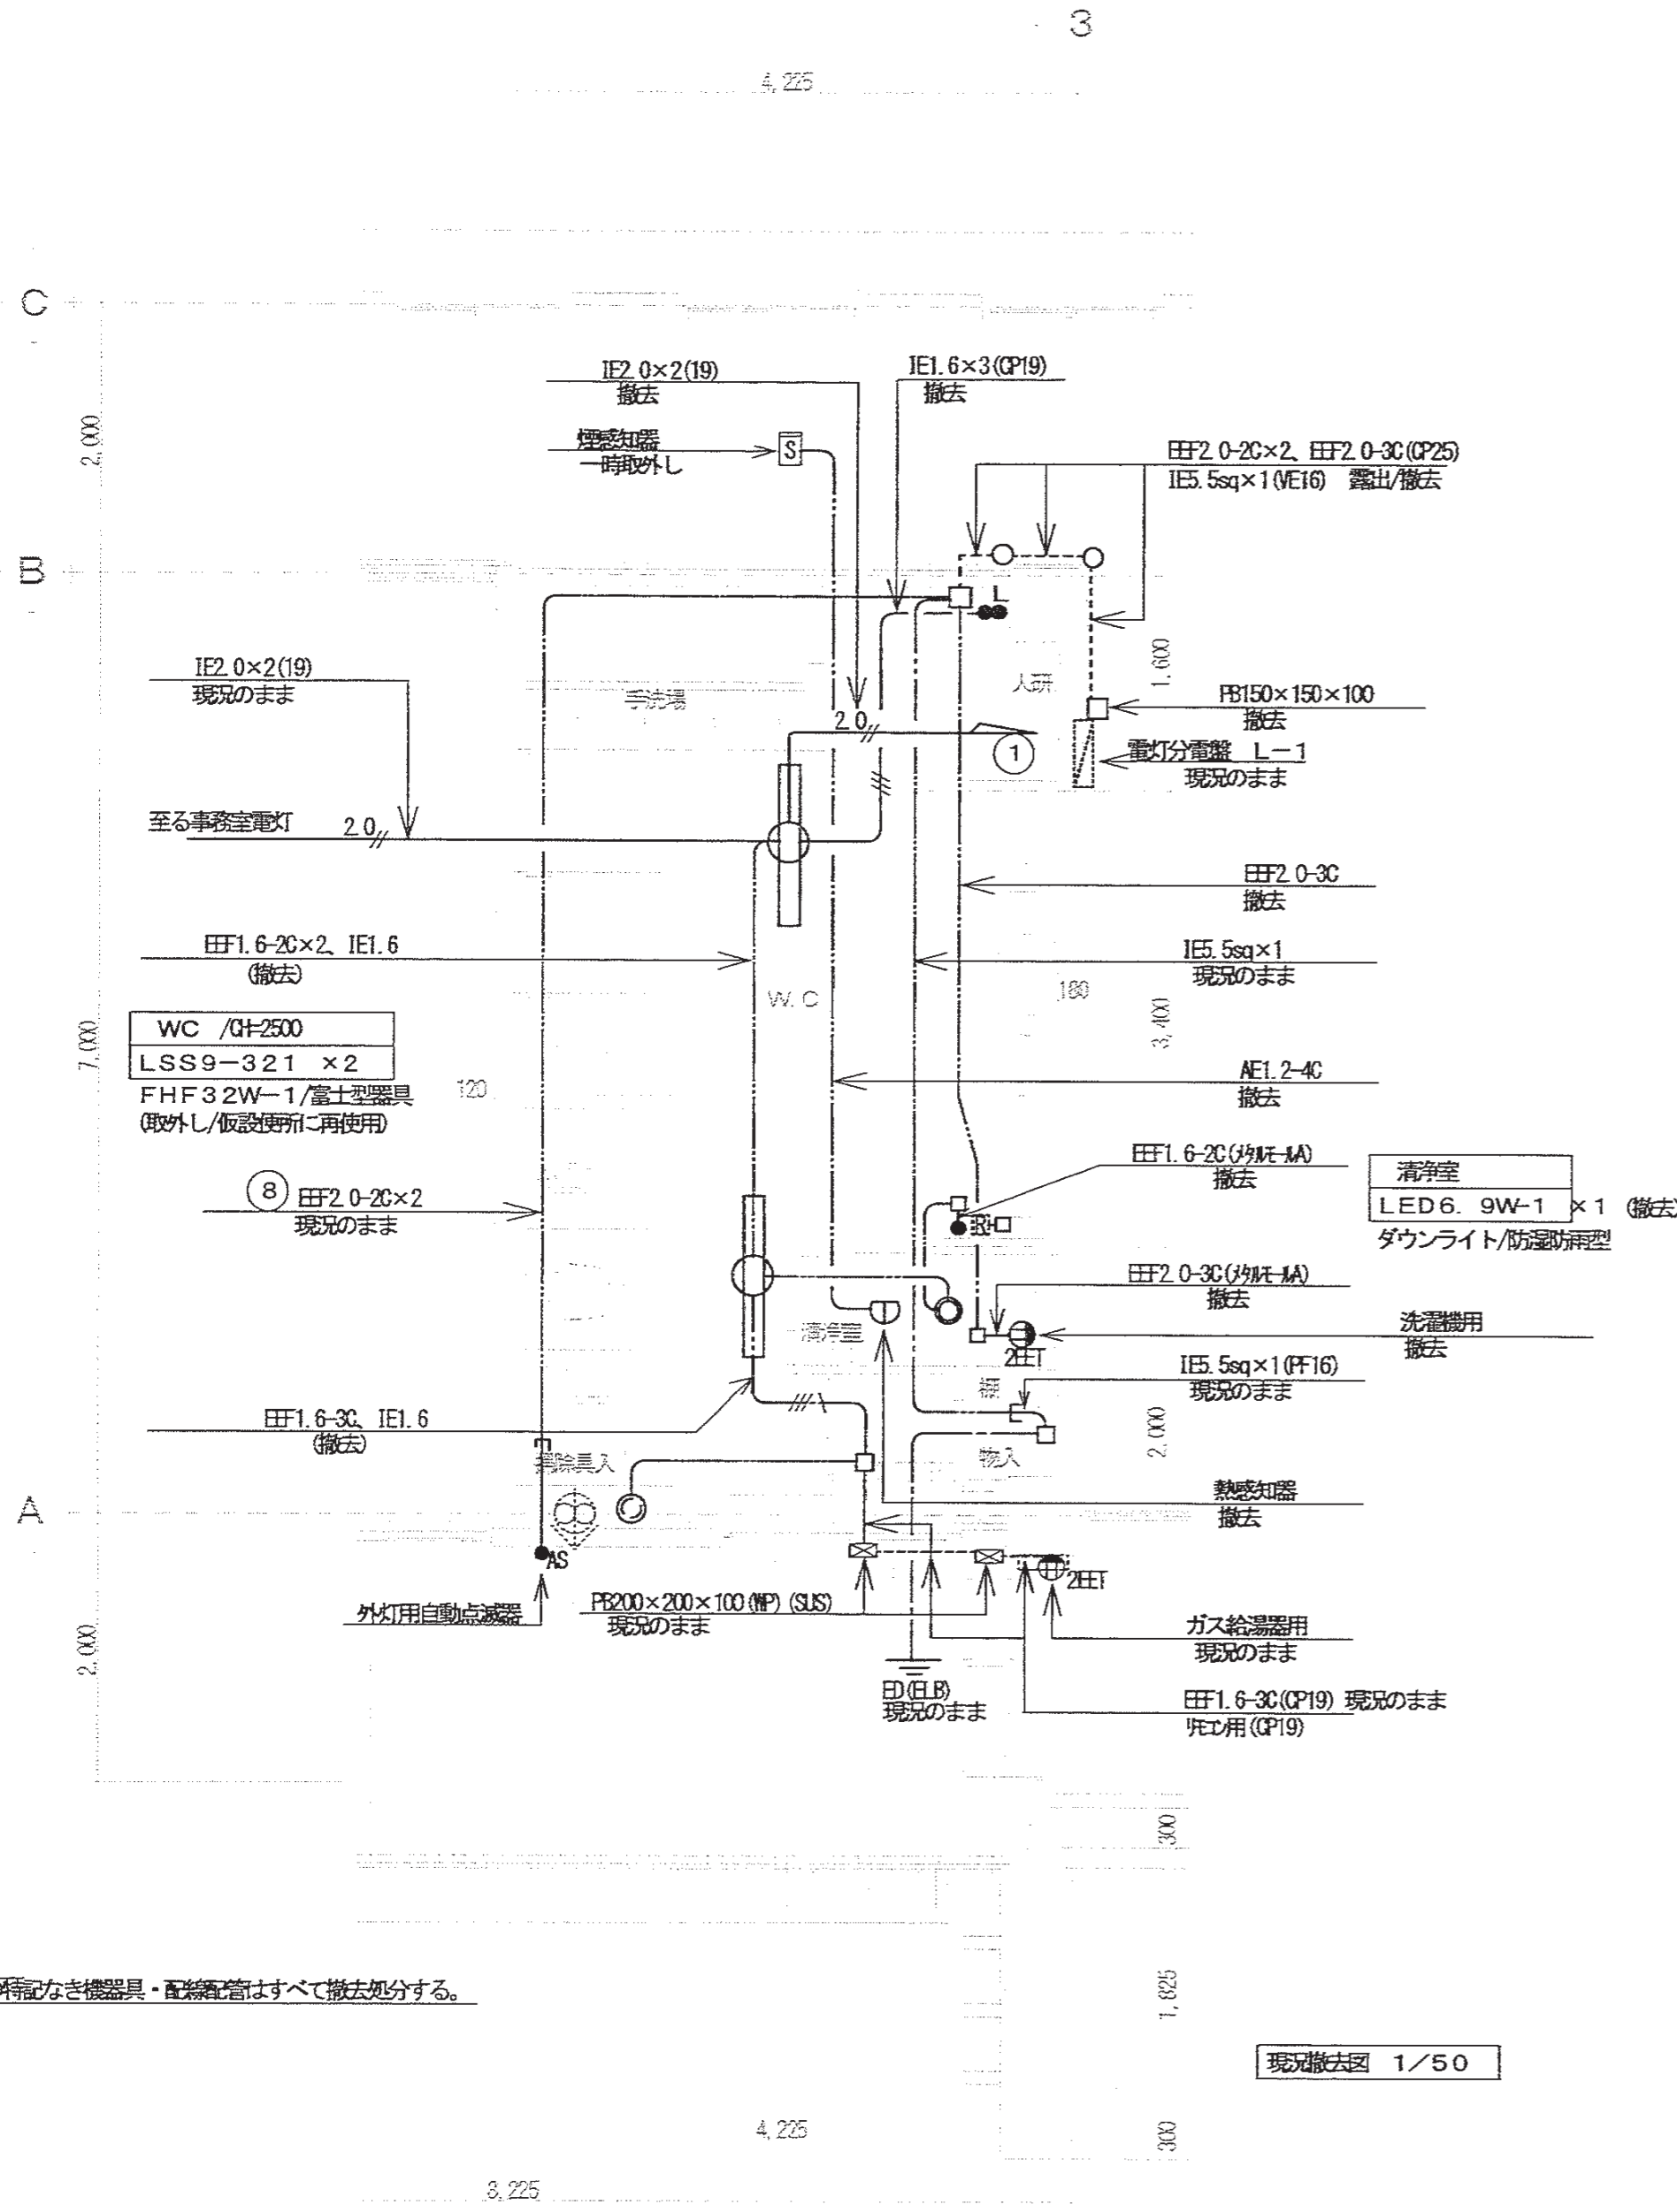 3
4,225
C
IE2.0×2(19)
撤去
IE1.6×3(CP19)
撤去
2,000
煙感知器
一時取外し
S
EEF2.0-2C×2、EEF2.0-3C(CP25)
IE5.5sq×1(VE16) 露出/撤去
B
L
IE2.0×2(19)
現況のまま
手洗場
人研
1,600
PB150×150×100
撤去
2.0
1
電灯分電盤 L-1
現況のまま
至る事務室電灯
2.0
EEF2.0-3C
撤去
EEF1.6-2C×2、IE1.6
(撤去)
IE5.5sq×1
現況のまま
W.C
180
3,400
7,000
WC /CH=2500
LSS9-321 ×2
FHF32W-1/富士型器具
(取外し/仮設便所に再使用)
120
AE1.2-4C
撤去
EEF1.6-2C(メタルモールA)
撤去
清浄室
LED6.9W-1 ×1 (撤去)
ダウンライト/防湿防雨型
8
EEF2.0-2C×2
現況のまま
R
EEF2.0-3C(メタルモールA)
撤去
清浄室
洗濯機用
撤去
2EET
IE5.5sq×1(PF16)
現況のまま
棚
EEF1.6-3C、IE1.6
(撤去)
2,000
掃除具入
物入
熱感知器
撤去
A
AS
2EET
外灯用自動点滅器
PB200×200×100(WP)(SUS)
現況のまま
ガス給湯器用
現況のまま
2,000
ED(ELB)
現況のまま
EEF1.6-3C(CP19) 現況のまま
リモコン用(CP19)
300
特記なき機器具・配線配管はすべて撤去処分する。
1,825
現況撤去図 1/50
4,225
300
3,225